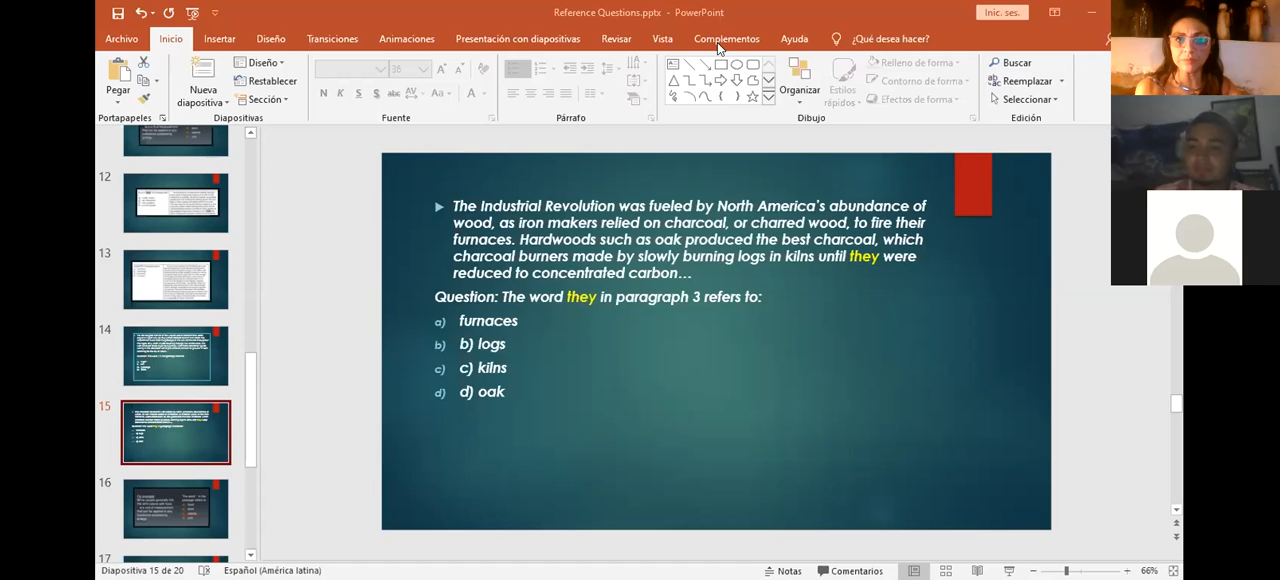 Reference Questions.pptx - PowerPoint
Inic. ses.
Archivo Inicio Insertar Diseño Transiciones Animaciones Presentación con diapositivas Revisar Vista Complementos Ayuda ¿Qué desea hacer?
Pegar
Nueva
diapositiva
Diseño
Restablecer
Sección
36
N K S S abc AV Aa A
Organizar
Estilos
rápidos
Relleno de forma
Contorno de forma
Efectos de forma
Buscar
Reemplazar
Seleccionar
Portapapeles Diapositivas Fuente Párrafo Dibujo Edición
12
13
14
15
16
17
The Industrial Revolution was fueled by North America's abundance of
wood, as iron makers relied on charcoal, or charred wood, to fire their
furnaces. Hardwoods such as oak produced the best charcoal, which
charcoal burners made by slowly burning logs in kilns until they were
reduced to concentrated carbon…
Question: The word they in paragraph 3 refers to:
a) furnaces
b) b) logs
c) c) kilns
d) d) oak
Diapositiva 15 de 20 Español (América latina) Notas Comentarios 66%